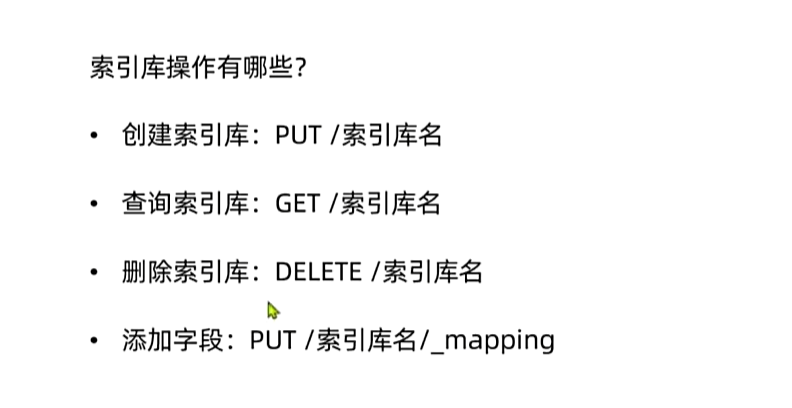 索引库操作有哪些？
• 创建索引库：PUT /索引库名
• 查询索引库：GET /索引库名
• 删除索引库：DELETE /索引库名
• 添加字段：PUT /索引库名/_mapping